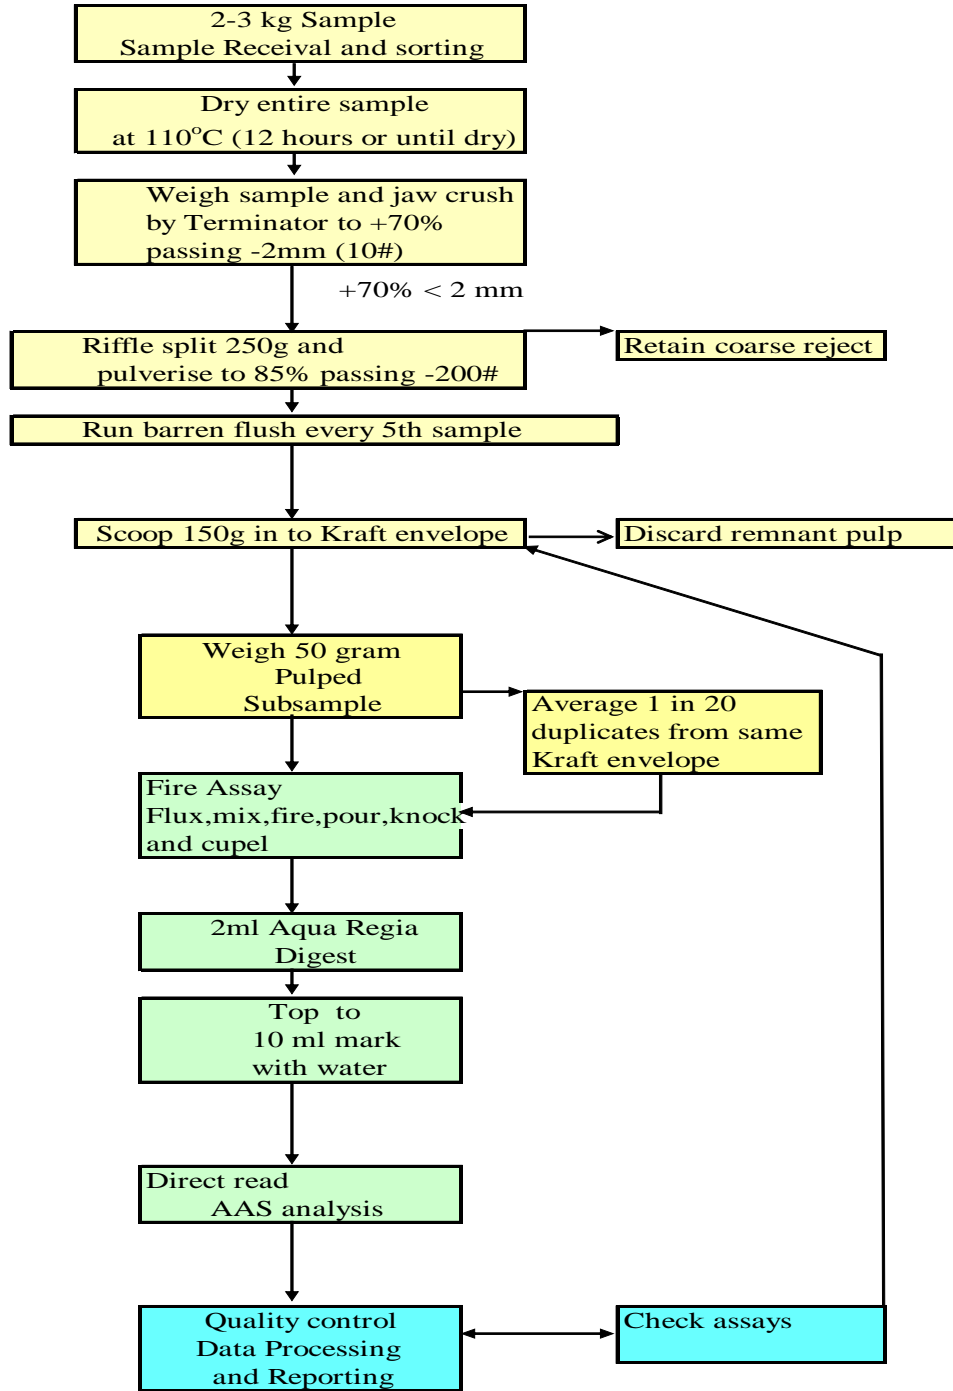 2-3 kg Sample
Sample Receival and sorting
Dry entire sample
at 110°C (12 hours or until dry)
Weigh sample and jaw crush
by Terminator to +70%
passing -2mm (10#)
+70% < 2 mm
Riffle split 250g and
pulverise to 85% passing -200#
Retain coarse reject
Run barren flush every 5th sample
Scoop 150g in to Kraft envelope
Discard remnant pulp
Weigh 50 gram
Pulped
Subsample
Average 1 in 20
duplicates from same
Kraft envelope
Fire Assay
Flux,mix,fire,pour,knock
and cupel
2ml Aqua Regia
Digest
Top to
10 ml mark
with water
Direct read
AAS analysis
Quality control
Data Processing
and Reporting
Check assays